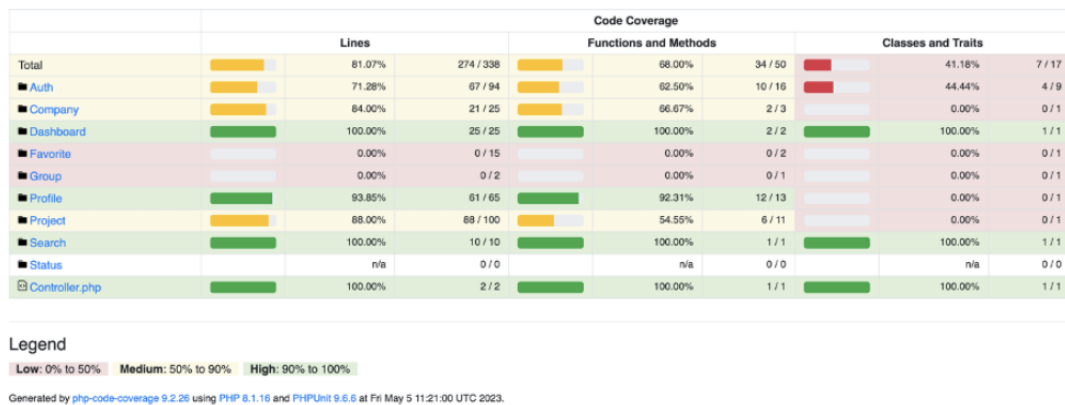 Code Coverage
Lines Functions and Methods Classes and Traits
Total 81.07% 274 / 338 68.00% 34 / 50 41.18% 7 / 17
Auth 71.28% 67 / 94 62.50% 10 / 16 44.44% 4 / 9
Company 84.00% 21 / 25 66.67% 2 / 3 0.00% 0 / 1
Dashboard 100.00% 25 / 25 100.00% 2 / 2 100.00% 1 / 1
Favorite 0.00% 0 / 15 0.00% 0 / 2 0.00% 0 / 1
Group 0.00% 0 / 2 0.00% 0 / 1 0.00% 0 / 1
Profile 93.85% 61 / 65 92.31% 12 / 13 0.00% 0 / 1
Project 88.00% 88 / 100 54.55% 6 / 11 0.00% 0 / 1
Search 100.00% 10 / 10 100.00% 1 / 1 100.00% 1 / 1
Status n/a 0 / 0 n/a 0 / 0 n/a 0 / 0
Controller.php 100.00% 2 / 2 100.00% 1 / 1 100.00% 1 / 1
Legend
Low: 0% to 50% Medium: 50% to 90% High: 90% to 100%
Generated by php-code-coverage 9.2.26 using PHP 8.1.16 and PHPUnit 9.6.6 at Fri May 5 11:21:00 UTC 2023.